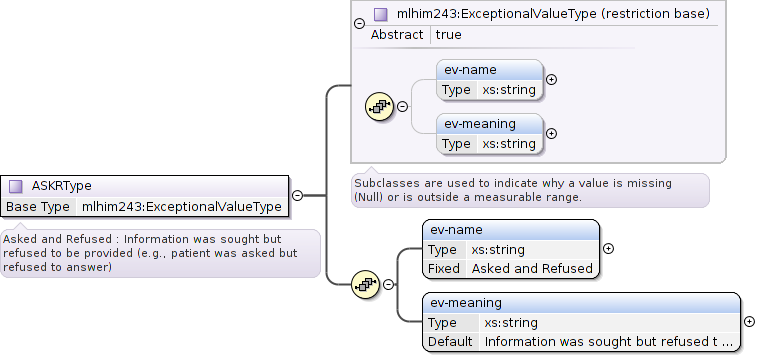 mlhim243:ExceptionalValueType (restriction base)
Abstract true
ev-name
Type xs:string
ev-meaning
Type xs:string
Subclasses are used to indicate why a value is missing
(Null) or is outside a measurable range.
ASKRType
Base Type mlhim243:ExceptionalValueType
Asked and Refused : Information was sought but
refused to be provided (e.g., patient was asked but
refused to answer)
ev-name
Type xs:string
Fixed Asked and Refused
ev-meaning
Type xs:string
Default Information was sought but refused t ...